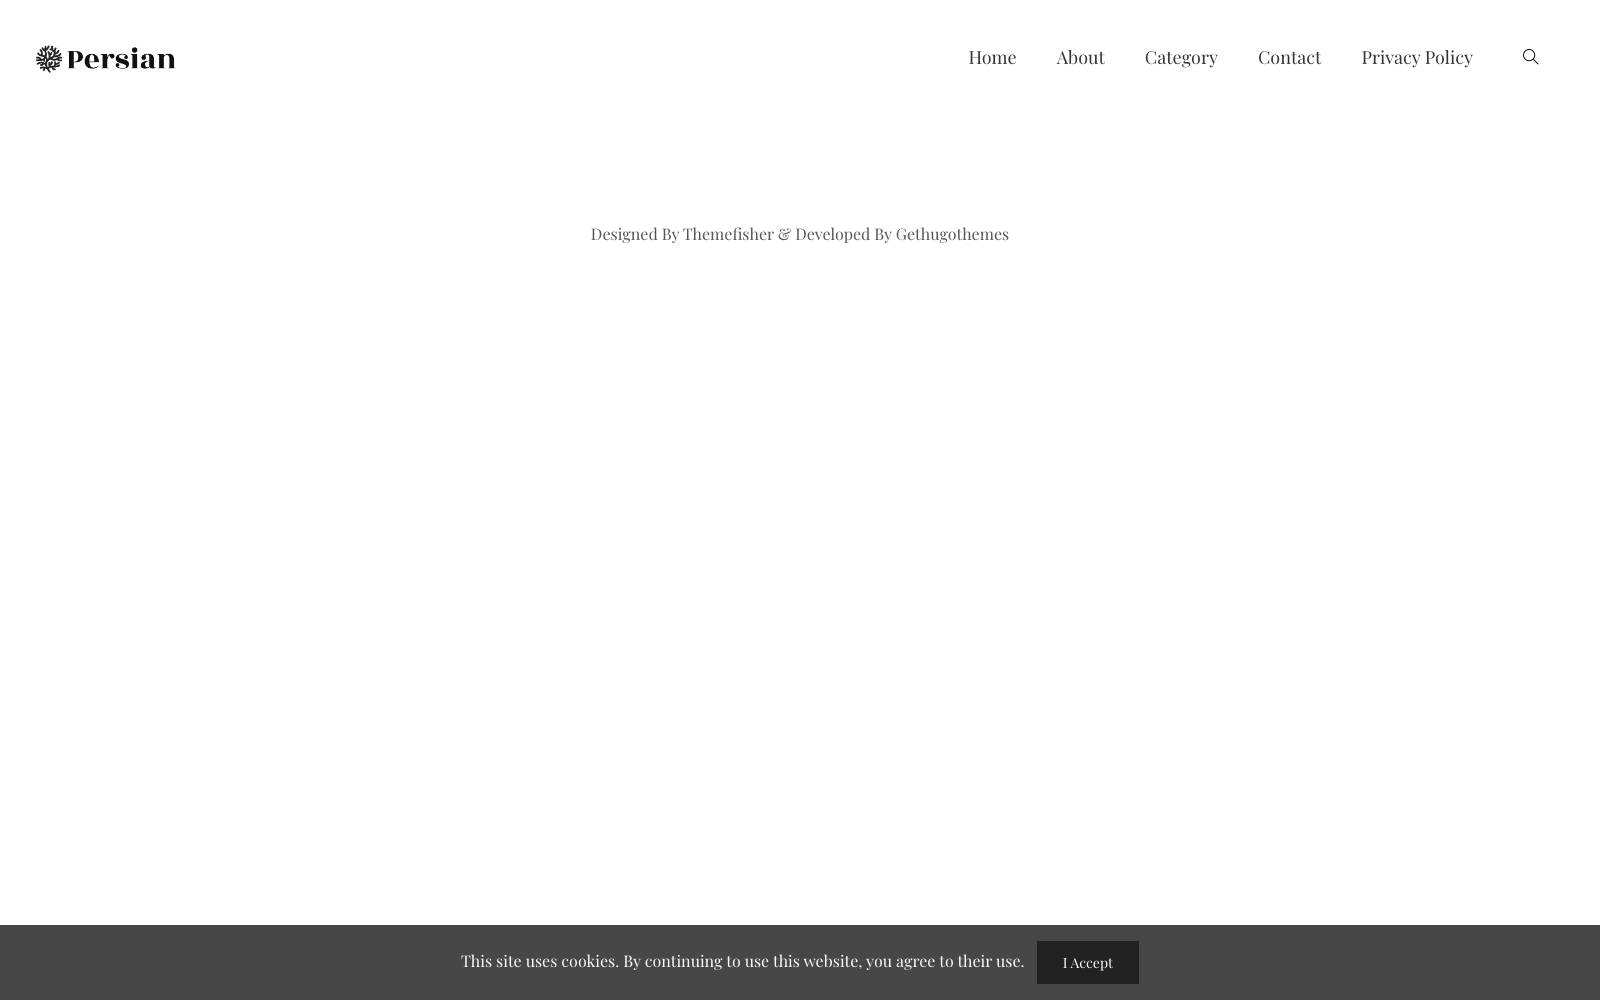 Persian
Home About Category Contact Privacy Policy
Designed By Themefisher & Developed By Gethugothemes
This site uses cookies. By continuing to use this website, you agree to their use. I Accept